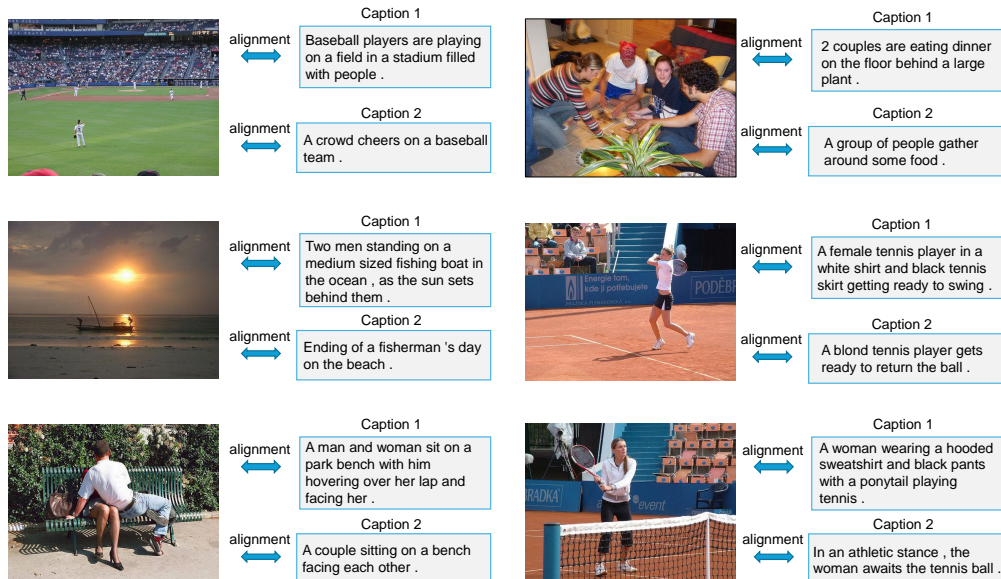 Caption 1
alignment
Baseball players are playing
on a field in a stadium filled
with people .
Caption 2
alignment
A crowd cheers on a baseball
team .
Caption 1
alignment
2 couples are eating dinner
on the floor behind a large
plant .
Caption 2
alignment
A group of people gather
around some food .
Caption 1
alignment
Two men standing on a
medium sized fishing boat in
the ocean , as the sun sets
behind them .
Caption 2
alignment
Ending of a fisherman 's day
on the beach .
Energie tam,
kde ji potřebujete
PODĚB
Caption 1
alignment
A female tennis player in a
white shirt and black tennis
skirt getting ready to swing .
Caption 2
alignment
A blond tennis player gets
ready to return the ball .
Caption 1
alignment
A man and woman sit on a
park bench with him
hovering over her lap and
facing her .
Caption 2
alignment
A couple sitting on a bench
facing each other .
BRADKA
event
Caption 1
alignment
A woman wearing a hooded
sweatshirt and black pants
with a ponytail playing
tennis .
Caption 2
alignment
In an athletic stance , the
woman awaits the tennis ball .